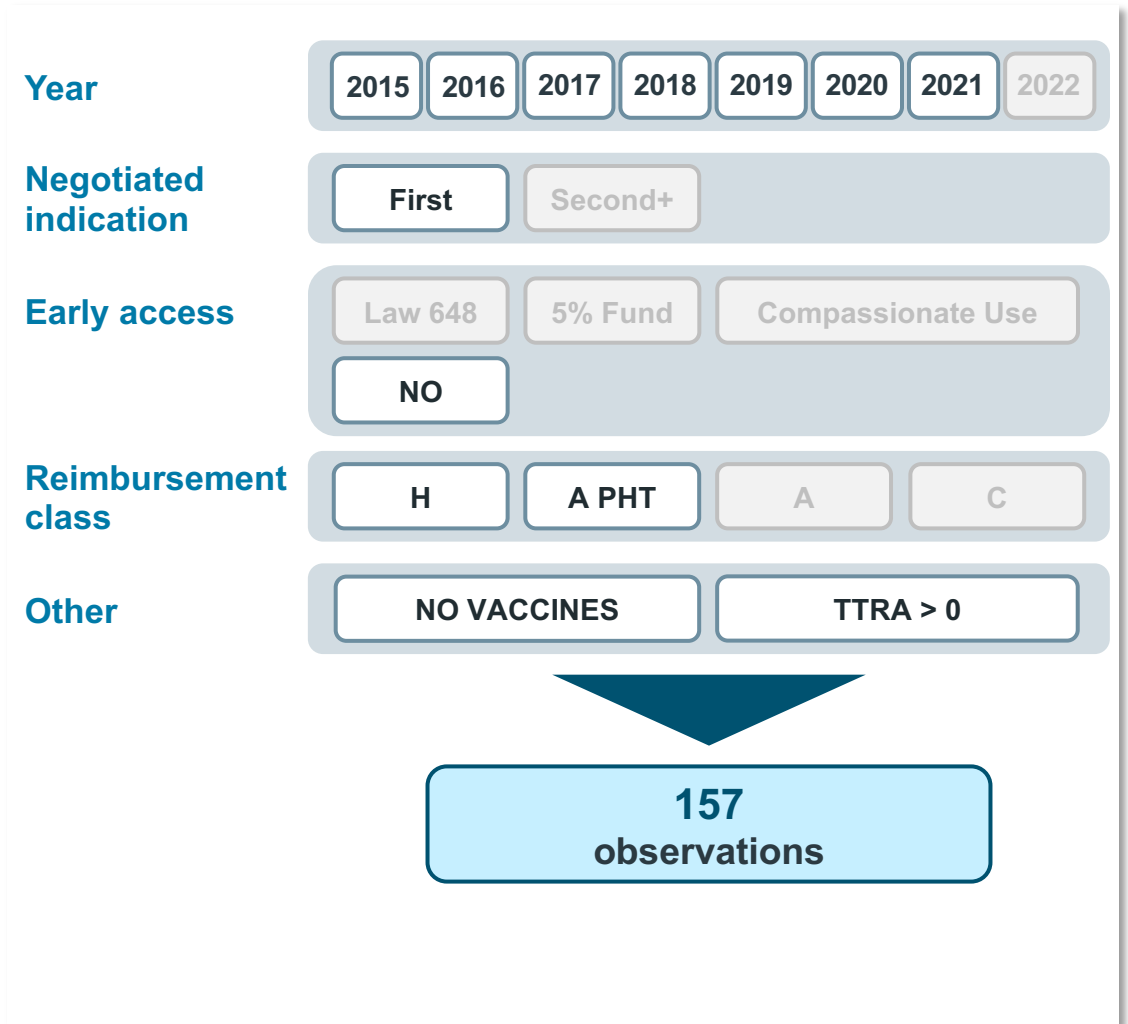 Year
2015 2016 2017 2018 2019 2020 2021 2022
Negotiated
indication
First Second+
Early access
Law 648 5% Fund Compassionate Use
NO
Reimbursement
class
H A PHT A C
Other
NO VACCINES TTRA > 0
157
observations